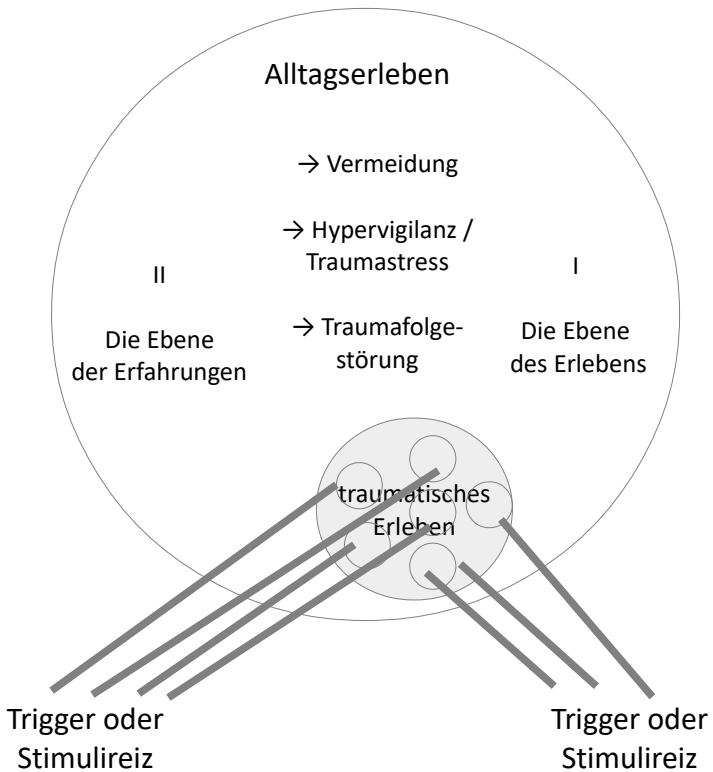 Alltagserleben
→ Vermeidung
→ Hypervigilanz /
Traumastress
→ Traumafolge-
störung
II
Die Ebene
der Erfahrungen
I
Die Ebene
des Erlebens
traumatisches
Erleben
Trigger oder
Stimulireiz
Trigger oder
Stimulireiz